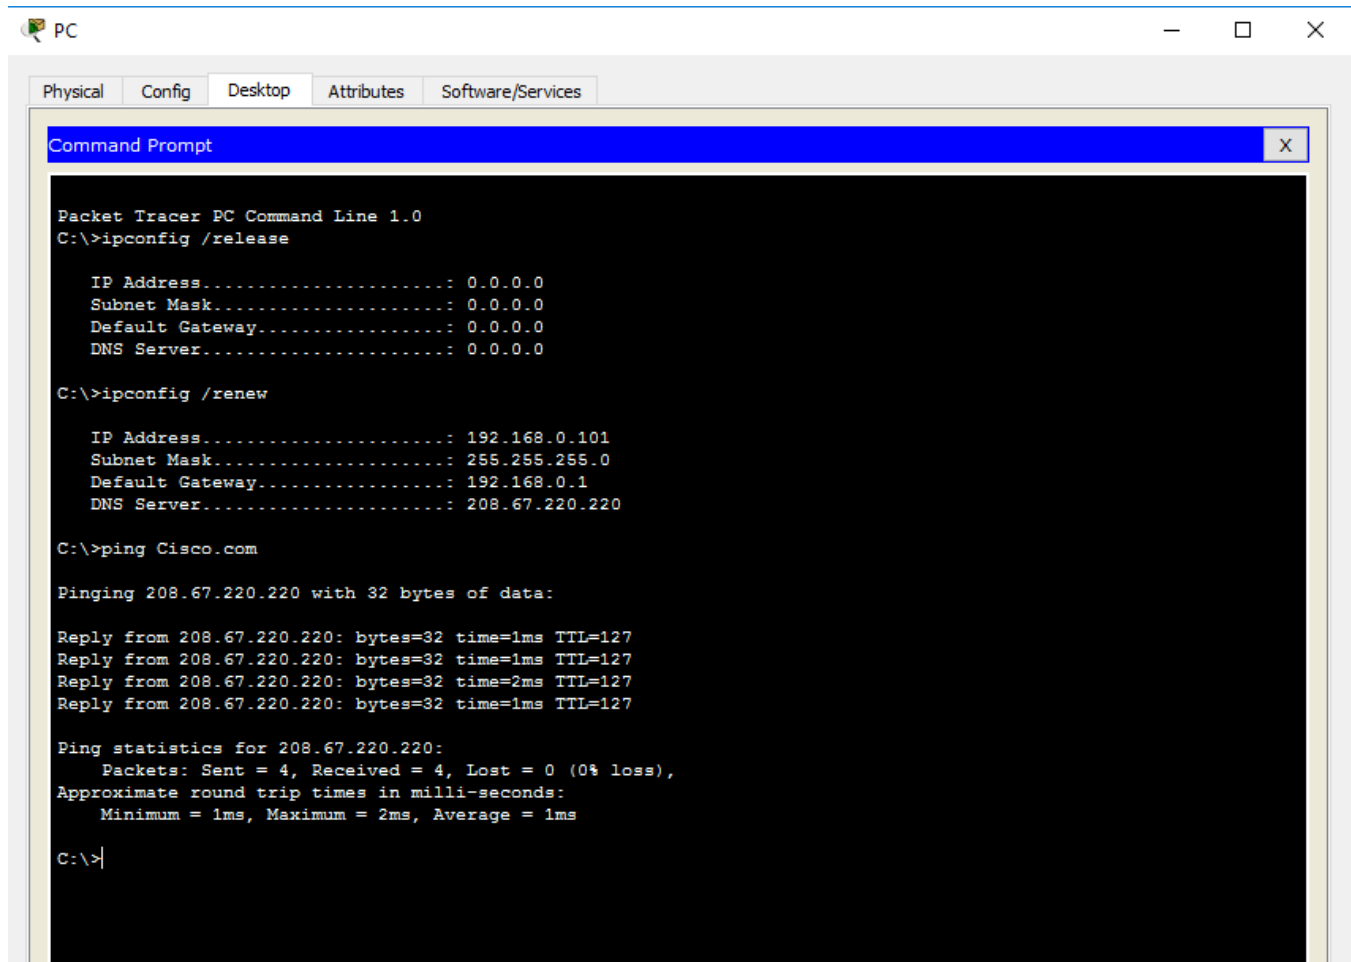 PC
Physical Config Desktop Attributes Software/Services
Command Prompt X
Packet Tracer PC Command Line 1.0
C:\>ipconfig /release
IP Address......................: 0.0.0.0
Subnet Mask.....................: 0.0.0.0
Default Gateway.................: 0.0.0.0
DNS Server......................: 0.0.0.0
C:\>ipconfig /renew
IP Address......................: 192.168.0.101
Subnet Mask.....................: 255.255.255.0
Default Gateway.................: 192.168.0.1
DNS Server......................: 208.67.220.220
C:\>ping Cisco.com
Pinging 208.67.220.220 with 32 bytes of data:
Reply from 208.67.220.220: bytes=32 time=1ms TTL=127
Reply from 208.67.220.220: bytes=32 time=1ms TTL=127
Reply from 208.67.220.220: bytes=32 time=2ms TTL=127
Reply from 208.67.220.220: bytes=32 time=1ms TTL=127
Ping statistics for 208.67.220.220:
Packets: Sent = 4, Received = 4, Lost = 0 (0% loss),
Approximate round trip times in milli-seconds:
Minimum = 1ms, Maximum = 2ms, Average = 1ms
C:\>